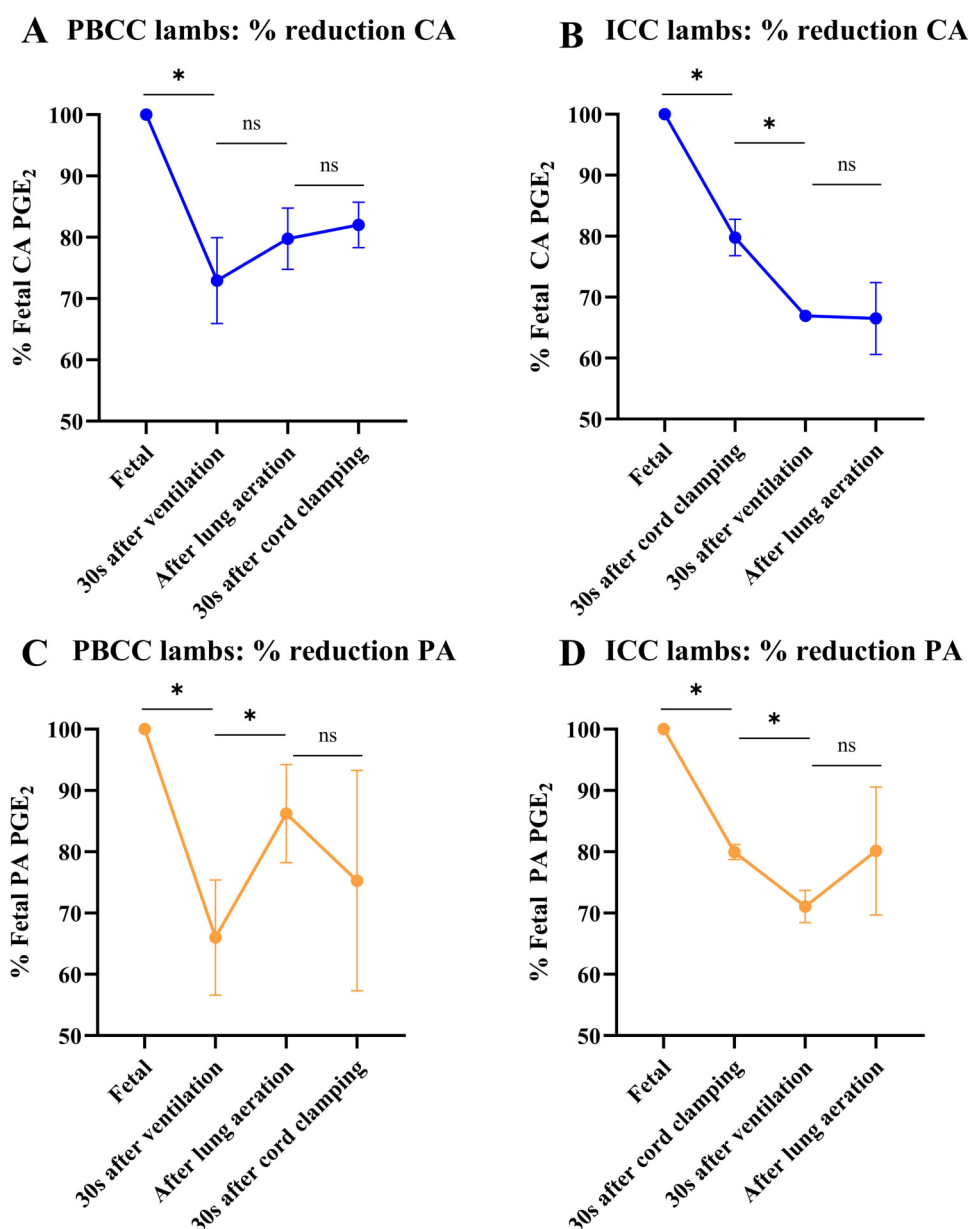 A PBCC lambs: % reduction CA
*
ns
ns
% Fetal CA PGE₂
100
90
80
70
60
50
Fetal
30s after ventilation
After lung aeration
30s after cord clamping
B ICC lambs: % reduction CA
*
*
ns
% Fetal CA PGE₂
100
90
80
70
60
50
Fetal
30s after cord clamping
30s after ventilation
After lung aeration
C PBCC lambs: % reduction PA
*
*
ns
% Fetal PA PGE₂
100
90
80
70
60
50
Fetal
30s after ventilation
After lung aeration
30s after cord clamping
D ICC lambs: % reduction PA
*
*
ns
% Fetal PA PGE₂
100
90
80
70
60
50
Fetal
30s after cord clamping
30s after ventilation
After lung aeration